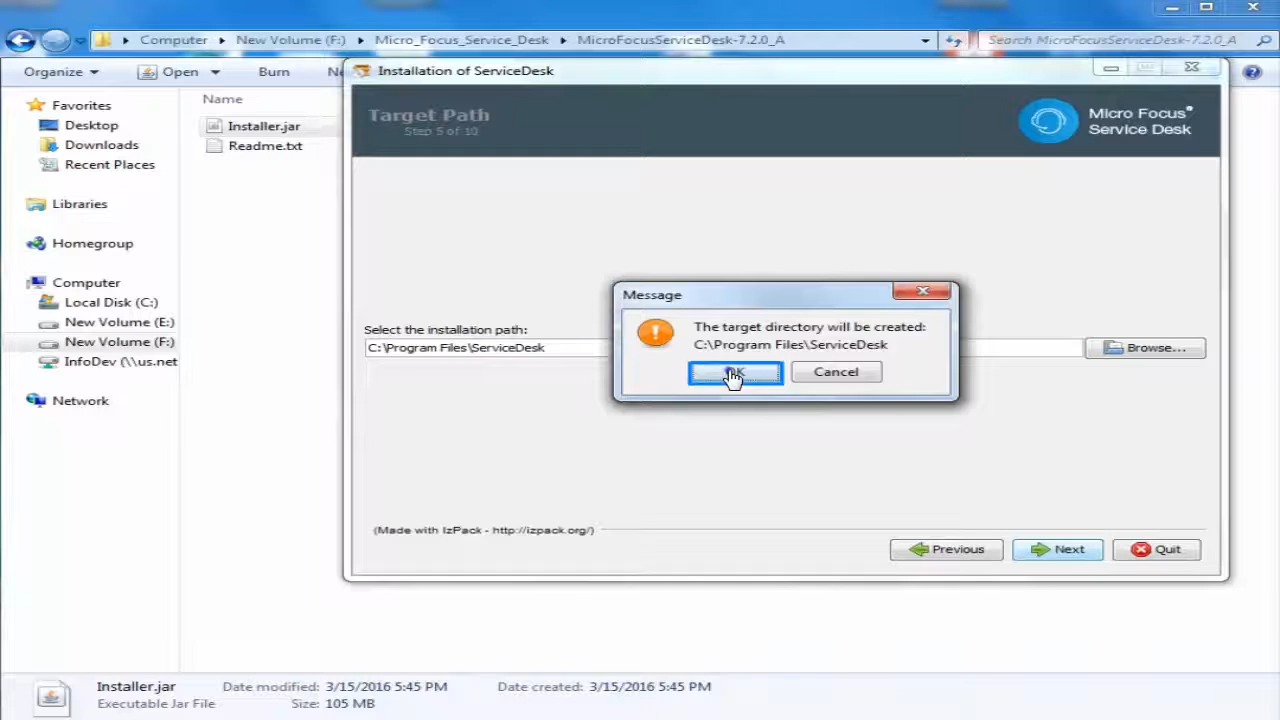 Computer
New Volume (F:)
Micro_Focus_Service_Desk
MicroFocusServiceDesk-7.2.0_A
Search MicroFocusServiceDesk-7.2.0_A
Organize
Open
Burn
Installation of ServiceDesk
Favorites
Desktop
Downloads
Recent Places
Libraries
Homegroup
Computer
Local Disk (C:)
New Volume (E:)
New Volume (F:)
InfoDev (\\us.net
Network
Name
Installer.jar
Readme.txt
Target Path
Step 5 of 10
Micro Focus®
Service Desk
Select the installation path:
C:\Program Files\ServiceDesk
Browse...
Message
The target directory will be created:
C:\Program Files\ServiceDesk
OK
Cancel
(Made with IzPack - http://izpack.org/)
Previous
Next
Quit
Installer.jar
Date modified: 3/15/2016 5:45 PM
Date created: 3/15/2016 5:45 PM
Executable Jar File
Size: 105 MB